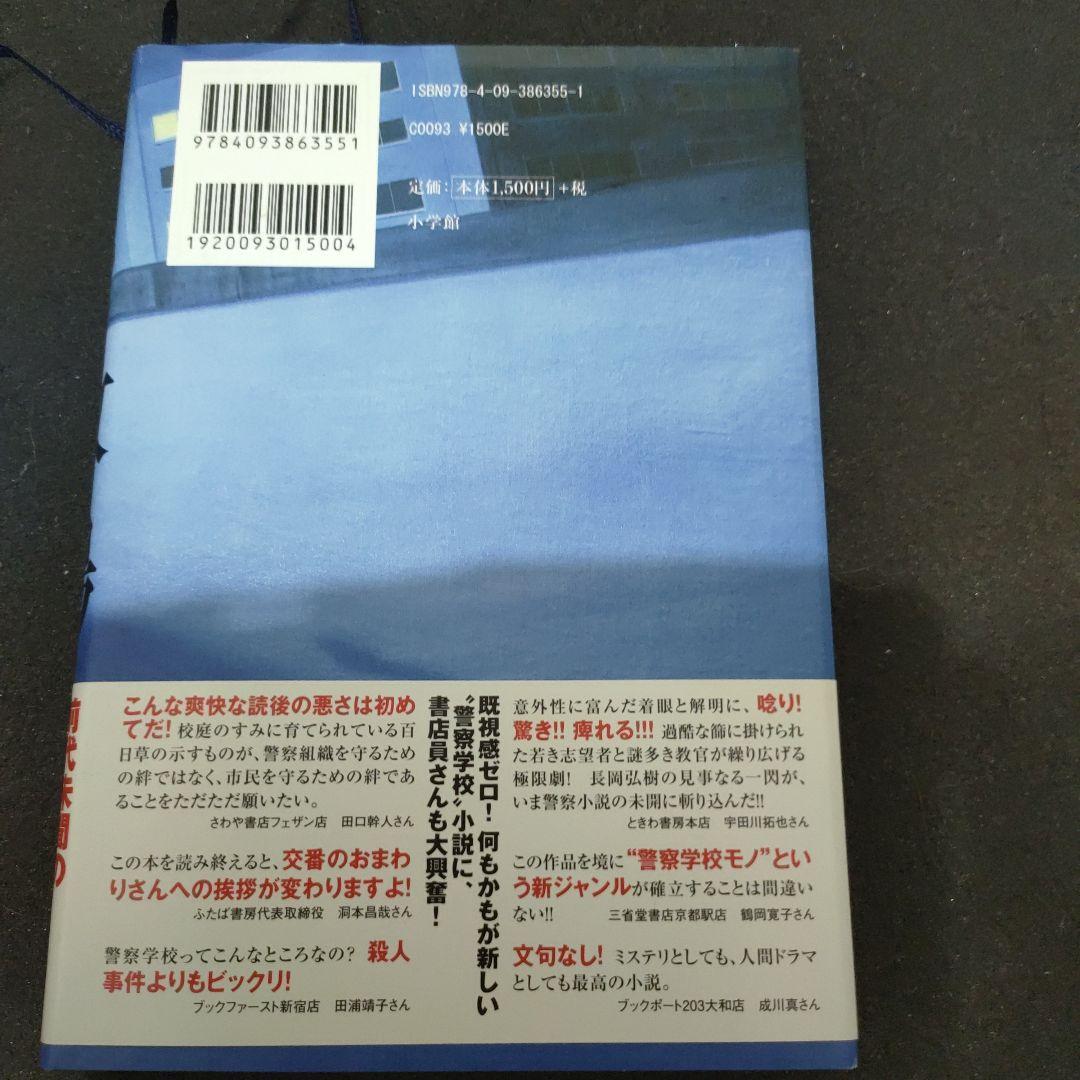 9784093863551
1920093015004
ISBN978-4-09-386355-1
C0093 ¥1500E
定価：本体1,500円+税
小学館
こんな爽快な読後の悪さは初め
てだ！校庭のすみに育てられている百
日草の示すものが、警察組織を守るため
の絆ではなく、市民を守るための絆であ
ることをただただ願いたい。
さわや書店フェザン店 田口幹人さん
この本を読み終えると、交番のおまわ
りさんへの挨拶が変わりますよ！
ふたば書房代表取締役 洞本昌哉さん
警察学校ってこんなところなの？ 殺人
事件よりもビックリ！
ブックファースト新宿店 田浦靖子さん
既視感ゼロ！何もかもが新しい
“警察学校”小説に、
書店員さんも大興奮！
意外性に富んだ着眼と解明に、唸り！
驚き!! 痺れる!!! 過酷な篩に掛けられ
た若き志望者と謎多き教官が繰り広げる
極限劇！ 長岡弘樹の見事なる一閃が、
いま警察小説の未開に斬り込んだ!!
ときわ書房本店 宇田川拓也さん
この作品を境に“警察学校モノ”とい
う新ジャンルが確立することは間違い
ない!!
三省堂書店京都駅店 鶴岡寛子さん
文句なし！ ミステリとしても、人間ドラマ
としても最高の小説。
ブックポート203大和店 成川真さん
前代未聞の